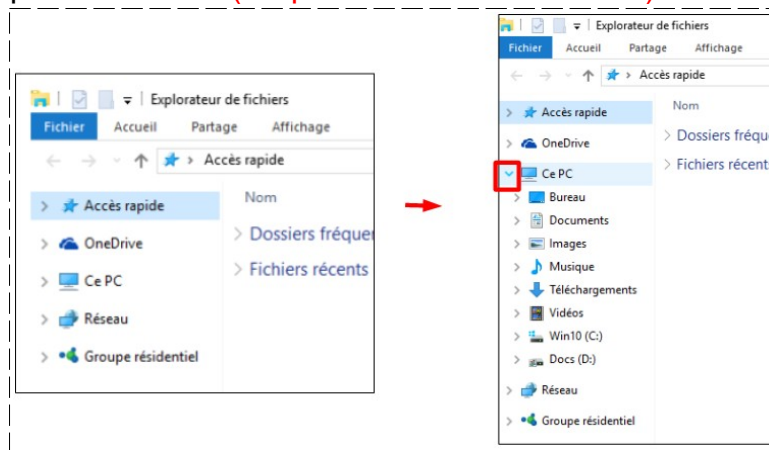 Explorateur de fichiers
Fichier Accueil Partage Affichage
Accès rapide
Accès rapide
OneDrive
Ce PC
Réseau
Groupe résidentiel
Nom
Dossiers fréquen
Fichiers récents
Explorateur de fichiers
Fichier Accueil Partage Affichage
Accès rapide
Accès rapide
OneDrive
Ce PC
Bureau
Documents
Images
Musique
Téléchargements
Vidéos
Win10 (C:)
Docs (D:)
Réseau
Groupe résidentiel
Nom
Dossiers fréque
Fichiers récents